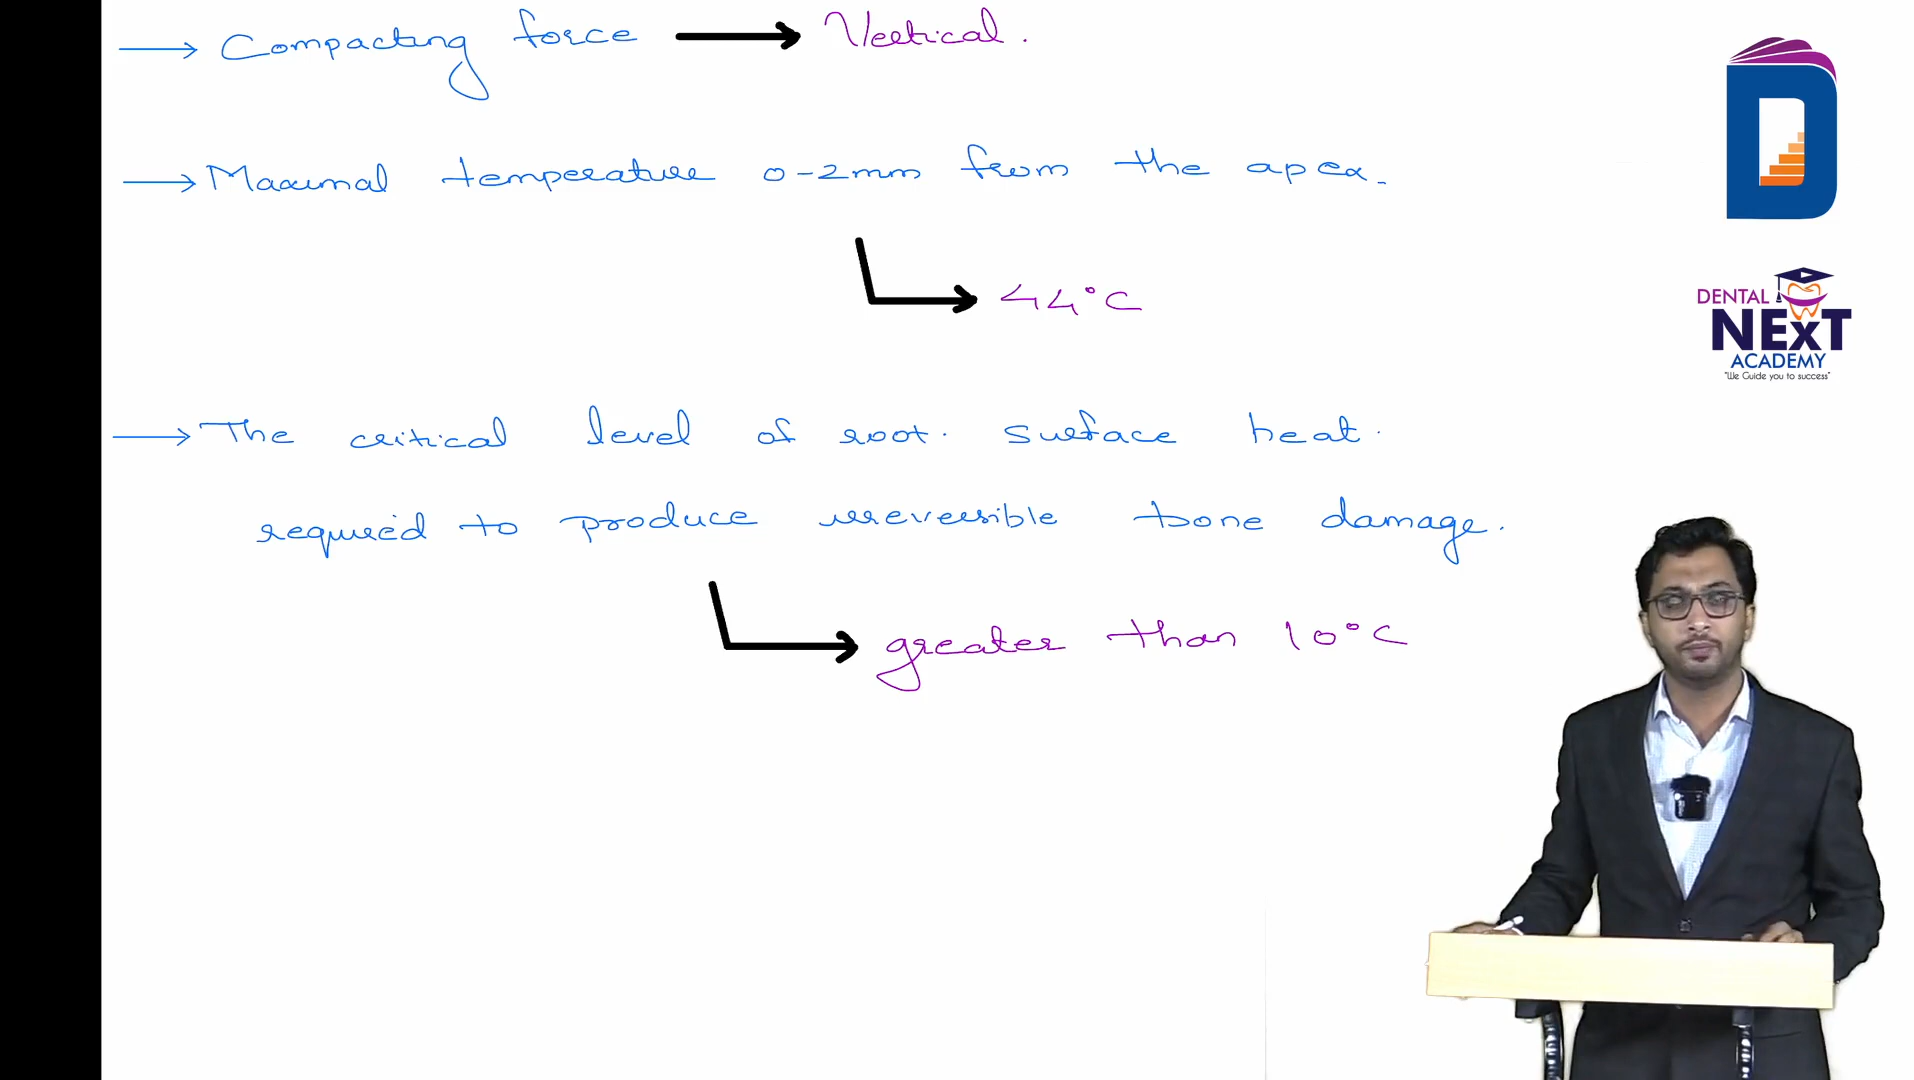 → Compacting force → Vertical.
→ Maximal temperature 0-2mm from the apex.
→ 44°C
→ The critical level of root. surface heat.
required to produce irreversible bone damage.
→ greater than 10°C
DENTAL
NExT
ACADEMY
"We Guide you to success"